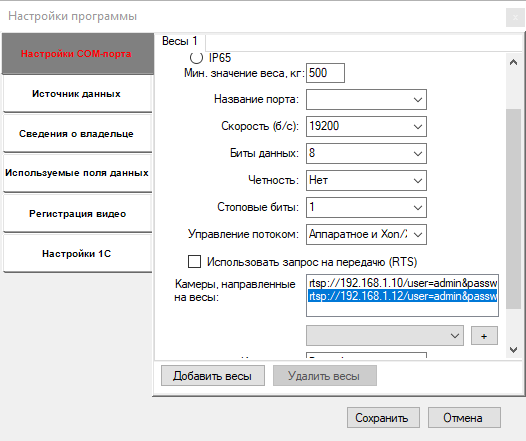 Настройки программы
x
Настройки COM-порта
Источник данных
Сведения о владельце
Используемые поля данных
Регистрация видео
Настройки 1С
Весы 1
IP65
Мин. значение веса, кг: 500
Название порта:
Скорость (б/с): 19200
Биты данных: 8
Четность: Нет
Стоповые биты: 1
Управление потоком: Аппаратное и Xon/X
Использовать запрос на передачу (RTS)
Камеры, направленные
на весы:
rtsp://192.168.1.10/user=admin&passw
rtsp://192.168.1.12/user=admin&passw
+
Добавить весы
Удалить весы
Сохранить
Отмена